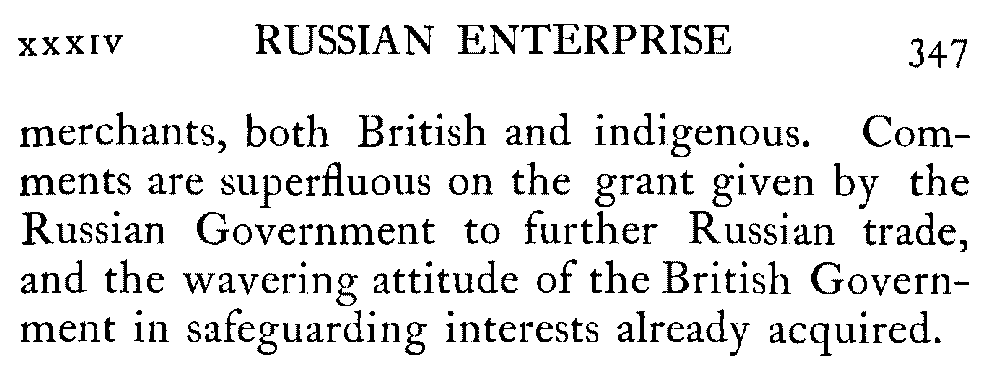 xxxiv RUSSIAN ENTERPRISE 347
merchants, both British and indigenous. Com-
ments are superfluous on the grant given by the
Russian Government to further Russian trade,
and the wavering attitude of the British Govern-
ment in safeguarding interests already acquired.